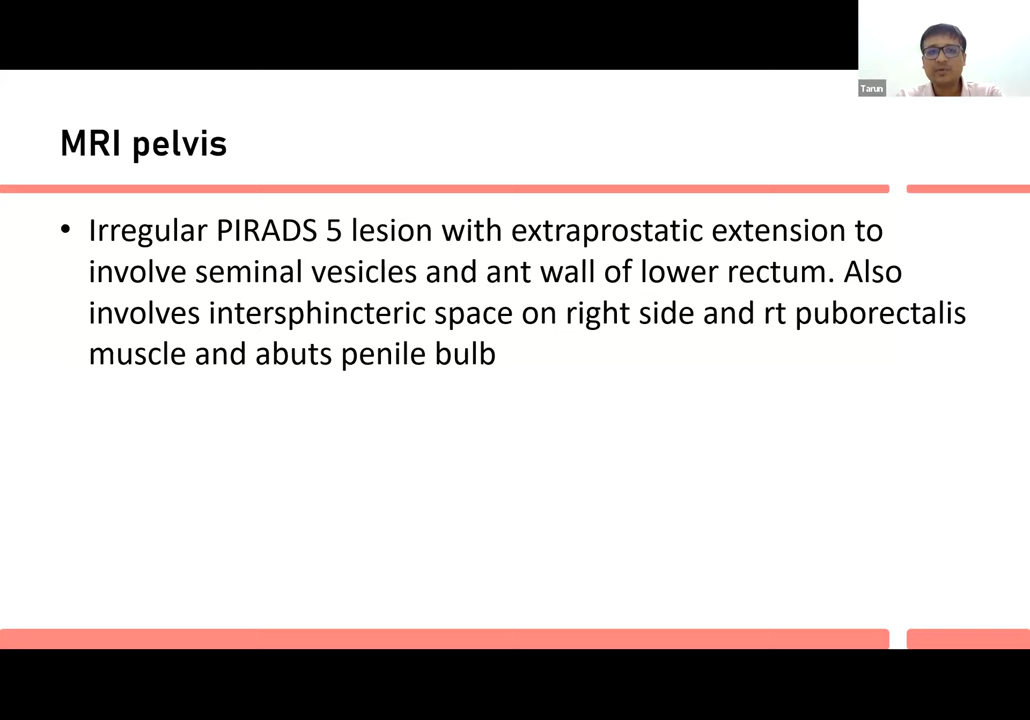 Tarun
MRI pelvis
• Irregular PIRADS 5 lesion with extraprostatic extension to
involve seminal vesicles and ant wall of lower rectum. Also
involves intersphincteric space on right side and rt puborectalis
muscle and abuts penile bulb